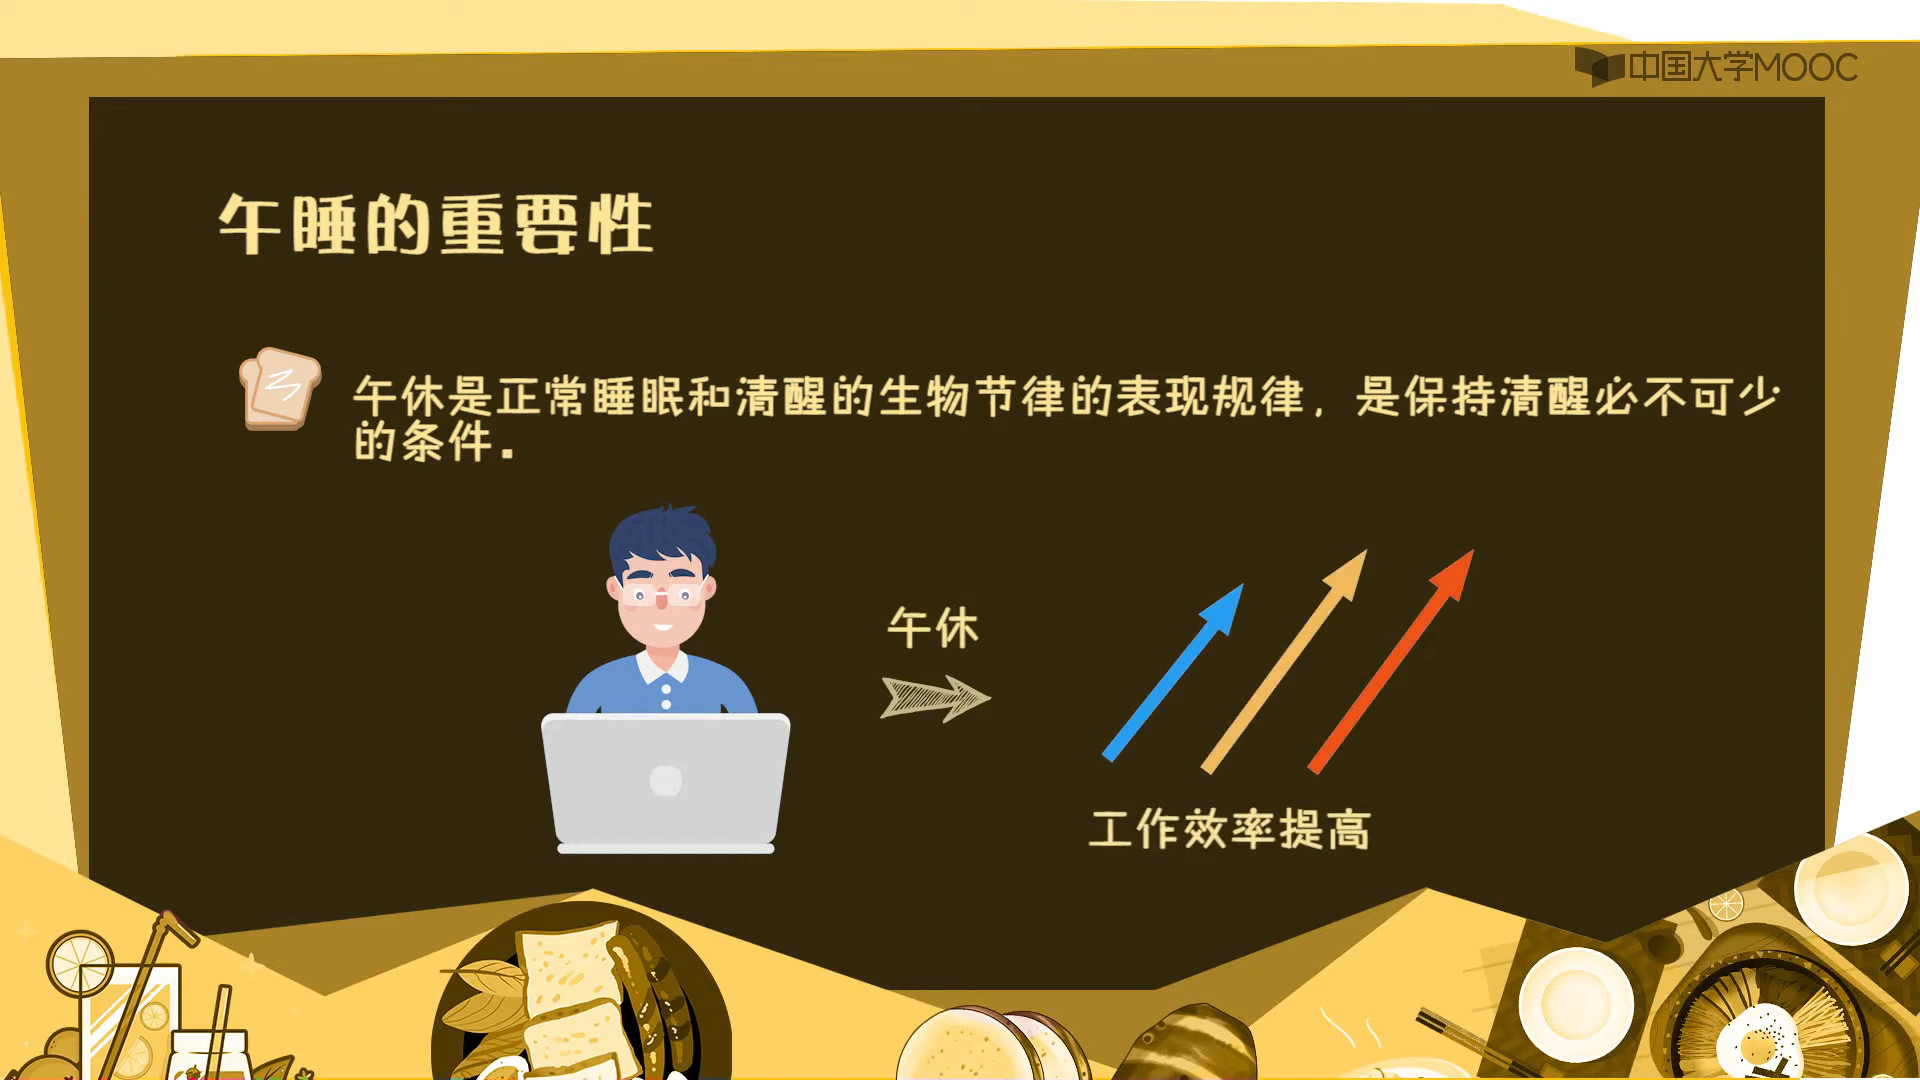 中国大学MOOC
午睡的重要性
午休是正常睡眠和清醒的生物节律的表现规律，是保持清醒必不可少
的条件。
午休
工作效率提高